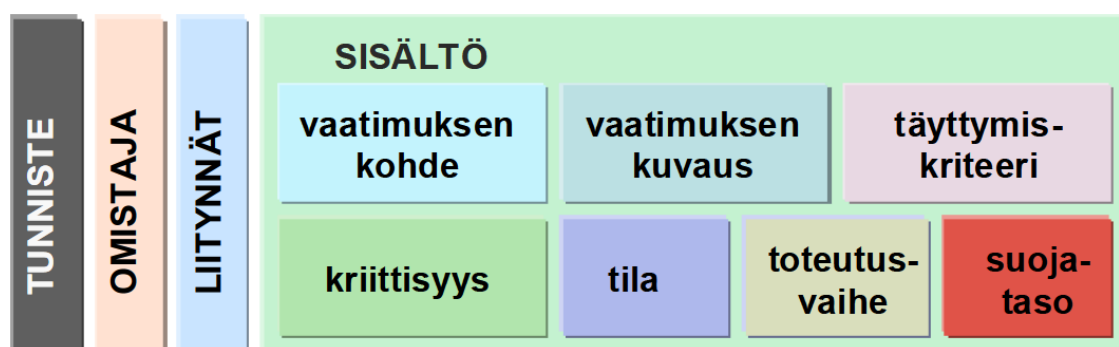 TUNNISTE
OMISTAJA
LIITYNNÄT
SISÄLTÖ
vaatimuksen
kohde
vaatimuksen
kuvaus
täyttymis-
kriteeri
kriittisyys
tila
toteutus-
vaihe
suoja-
taso